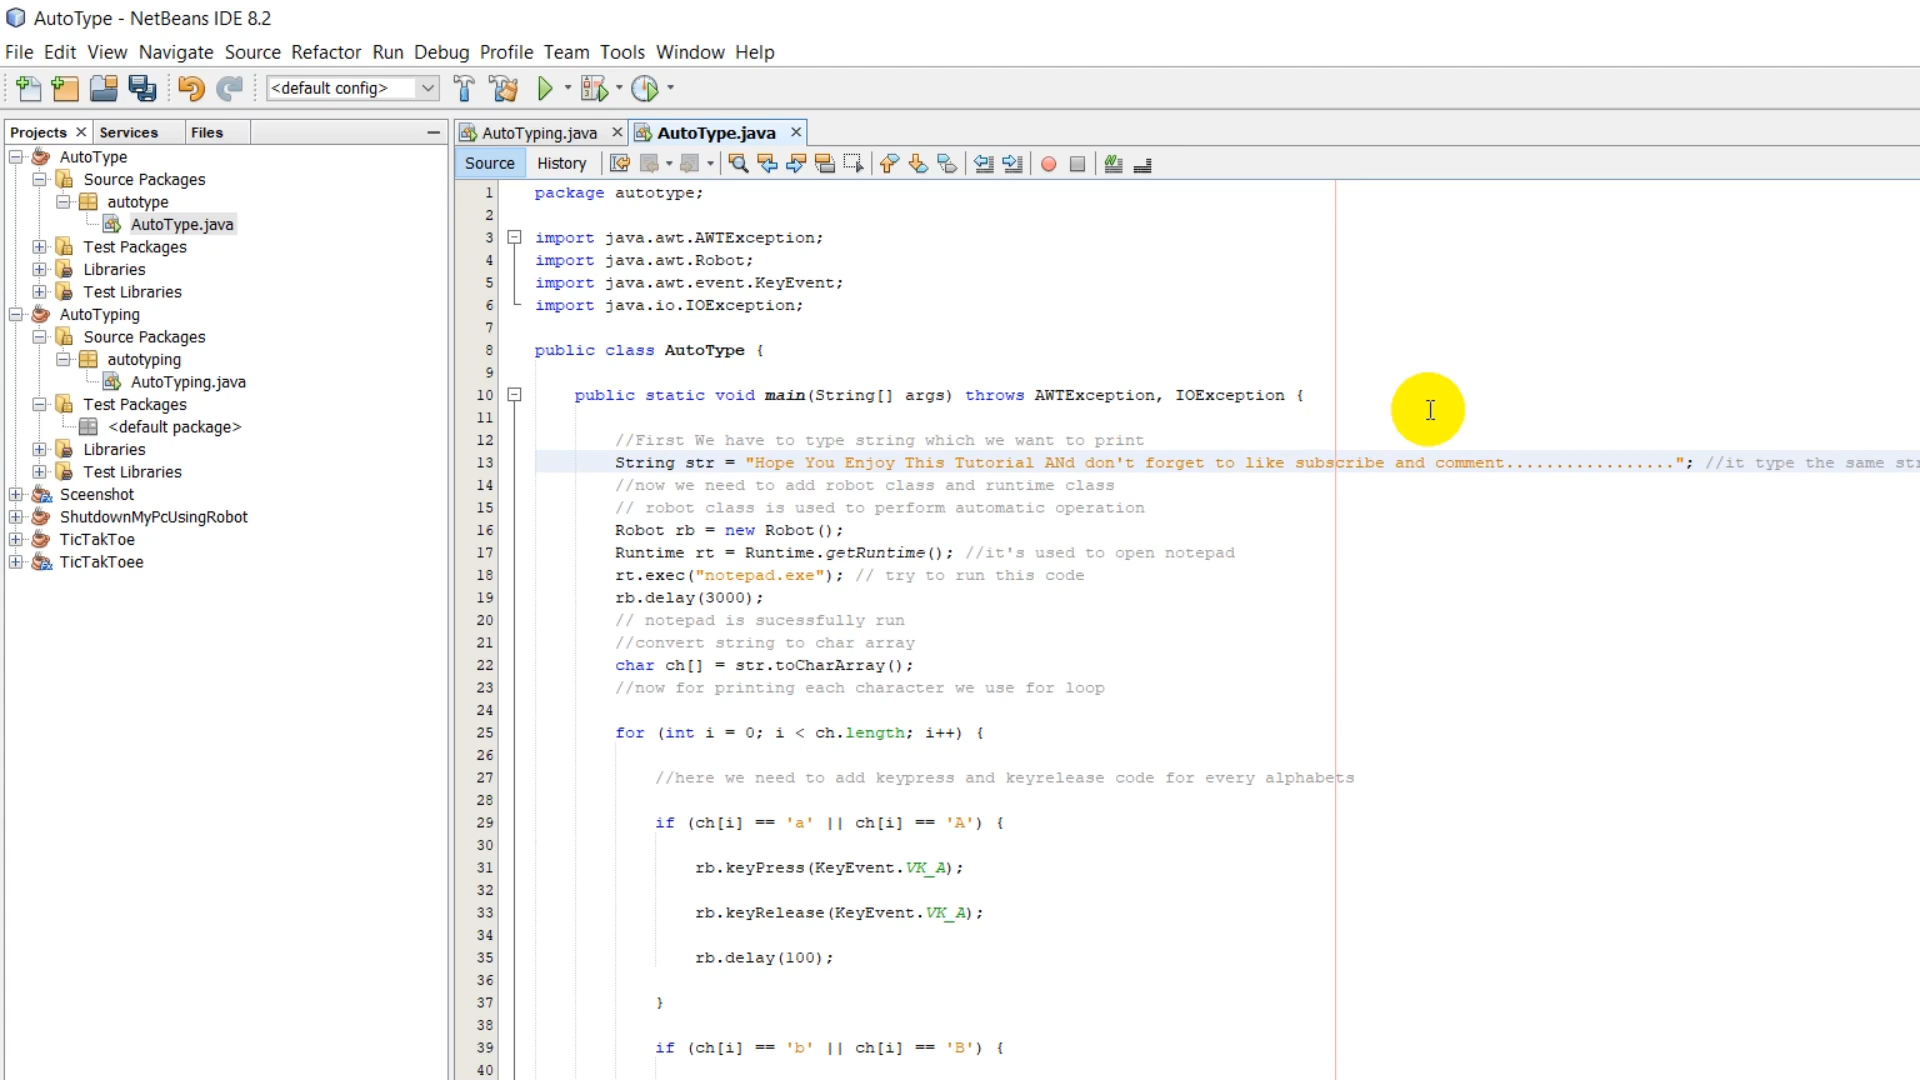 AutoType - NetBeans IDE 8.2
File Edit View Navigate Source Refactor Run Debug Profile Team Tools Window Help
<default config>
Projects Services Files
AutoType
Source Packages
autotype
AutoType.java
Test Packages
Libraries
Test Libraries
AutoTyping
Source Packages
autotyping
AutoTyping.java
Test Packages
<default package>
Libraries
Test Libraries
Sceenshot
ShutdownMyPcUsingRobot
TicTakToe
TicTakToee
AutoTyping.java AutoType.java
Source History
1 package autotype;
2
3 import java.awt.AWTException;
4 import java.awt.Robot;
5 import java.awt.event.KeyEvent;
6 import java.io.IOException;
7
8 public class AutoType {
9
10 public static void main(String[] args) throws AWTException, IOException {
11
12 //First We have to type string which we want to print
13 String str = "Hope You Enjoy This Tutorial ANd don't forget to like subscribe and comment................."; //it type the same str
14 //now we need to add robot class and runtime class
15 // robot class is used to perform automatic operation
16 Robot rb = new Robot();
17 Runtime rt = Runtime.getRuntime(); //it's used to open notepad
18 rt.exec("notepad.exe"); // try to run this code
19 rb.delay(3000);
20 // notepad is sucessfully run
21 //convert string to char array
22 char ch[] = str.toCharArray();
23 //now for printing each character we use for loop
24
25 for (int i = 0; i < ch.length; i++) {
26
27 //here we need to add keypress and keyrelease code for every alphabets
28
29 if (ch[i] == 'a' || ch[i] == 'A') {
30
31 rb.keyPress(KeyEvent.VK_A);
32
33 rb.keyRelease(KeyEvent.VK_A);
34
35 rb.delay(100);
36
37 }
38
39 if (ch[i] == 'b' || ch[i] == 'B') {
40